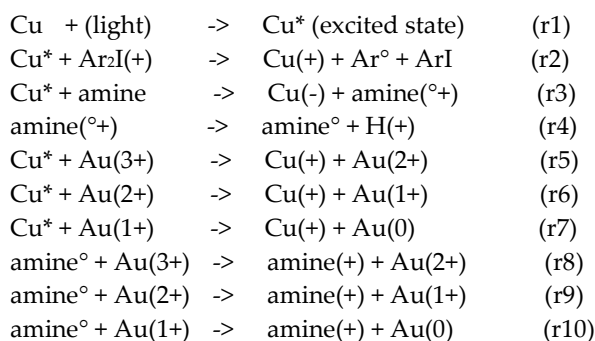 Cu + (light) -> Cu* (excited state) (r1)
Cu* + Ar₂I(+) -> Cu(+) + Ar° + ArI (r2)
Cu* + amine -> Cu(-) + amine(°+) (r3)
amine(°+) -> amine° + H(+) (r4)
Cu* + Au(3+) -> Cu(+) + Au(2+) (r5)
Cu* + Au(2+) -> Cu(+) + Au(1+) (r6)
Cu* + Au(1+) -> Cu(+) + Au(0) (r7)
amine° + Au(3+) -> amine(+) + Au(2+) (r8)
amine° + Au(2+) -> amine(+) + Au(1+) (r9)
amine° + Au(1+) -> amine(+) + Au(0) (r10)